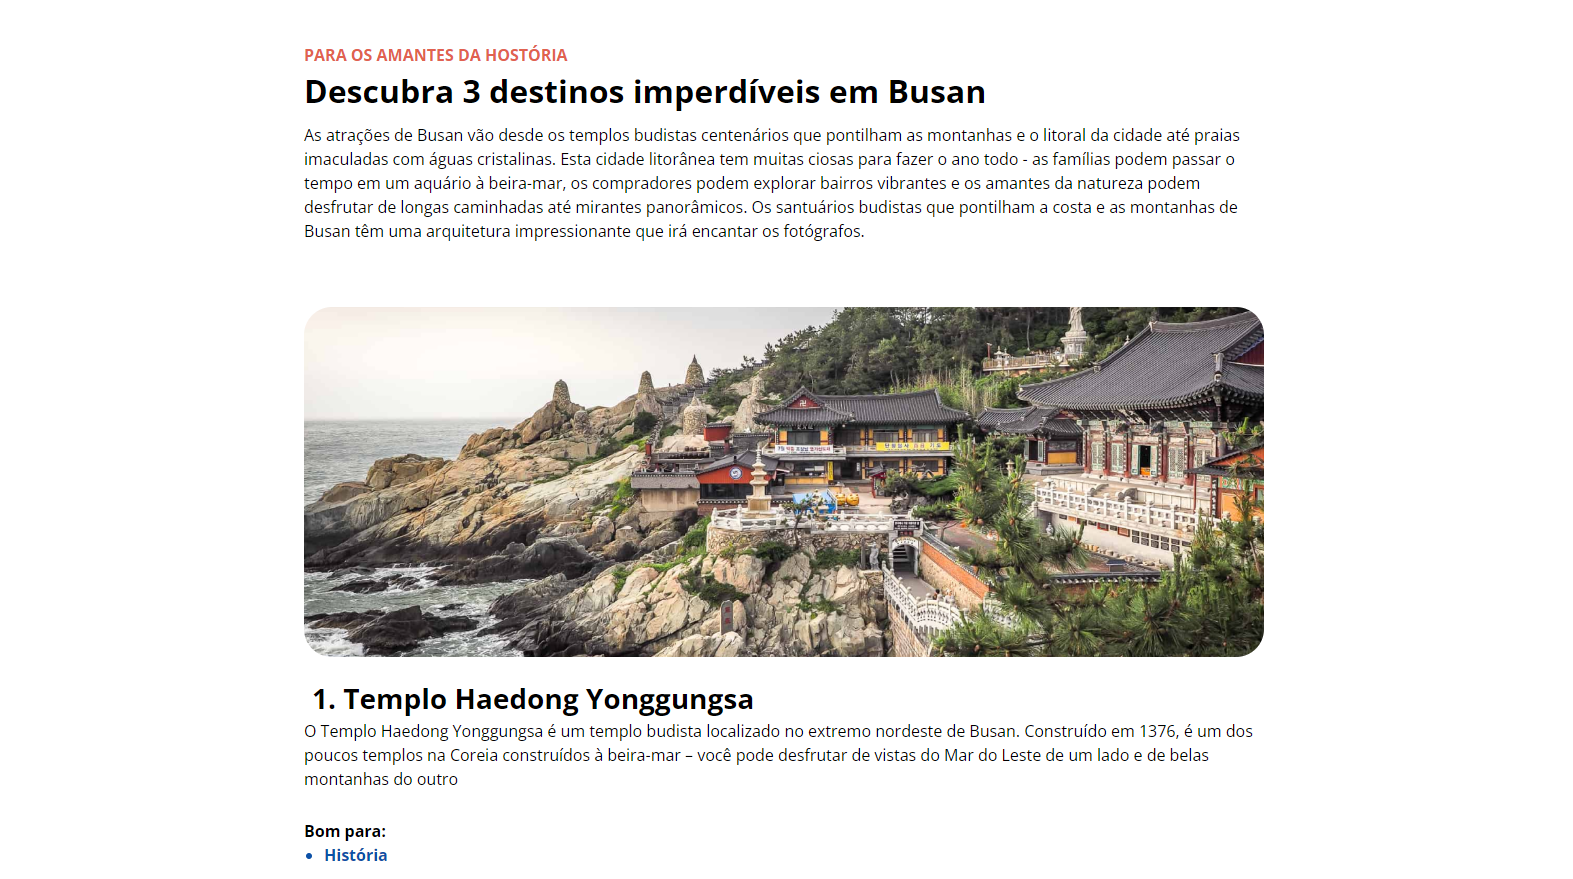 PARA OS AMANTES DA HOSTÓRIA
Descubra 3 destinos imperdíveis em Busan
As atrações de Busan vão desde os templos budistas centenários que pontilham as montanhas e o litoral da cidade até praias
imaculadas com águas cristalinas. Esta cidade litorânea tem muitas ciosas para fazer o ano todo - as famílias podem passar o
tempo em um aquário à beira-mar, os compradores podem explorar bairros vibrantes e os amantes da natureza podem
desfrutar de longas caminhadas até mirantes panorâmicos. Os santuários budistas que pontilham a costa e as montanhas de
Busan têm uma arquitetura impressionante que irá encantar os fotógrafos.
1. Templo Haedong Yonggungsa
O Templo Haedong Yonggungsa é um templo budista localizado no extremo nordeste de Busan. Construído em 1376, é um dos
poucos templos na Coreia construídos à beira-mar – você pode desfrutar de vistas do Mar do Leste de um lado e de belas
montanhas do outro
Bom para:
• História